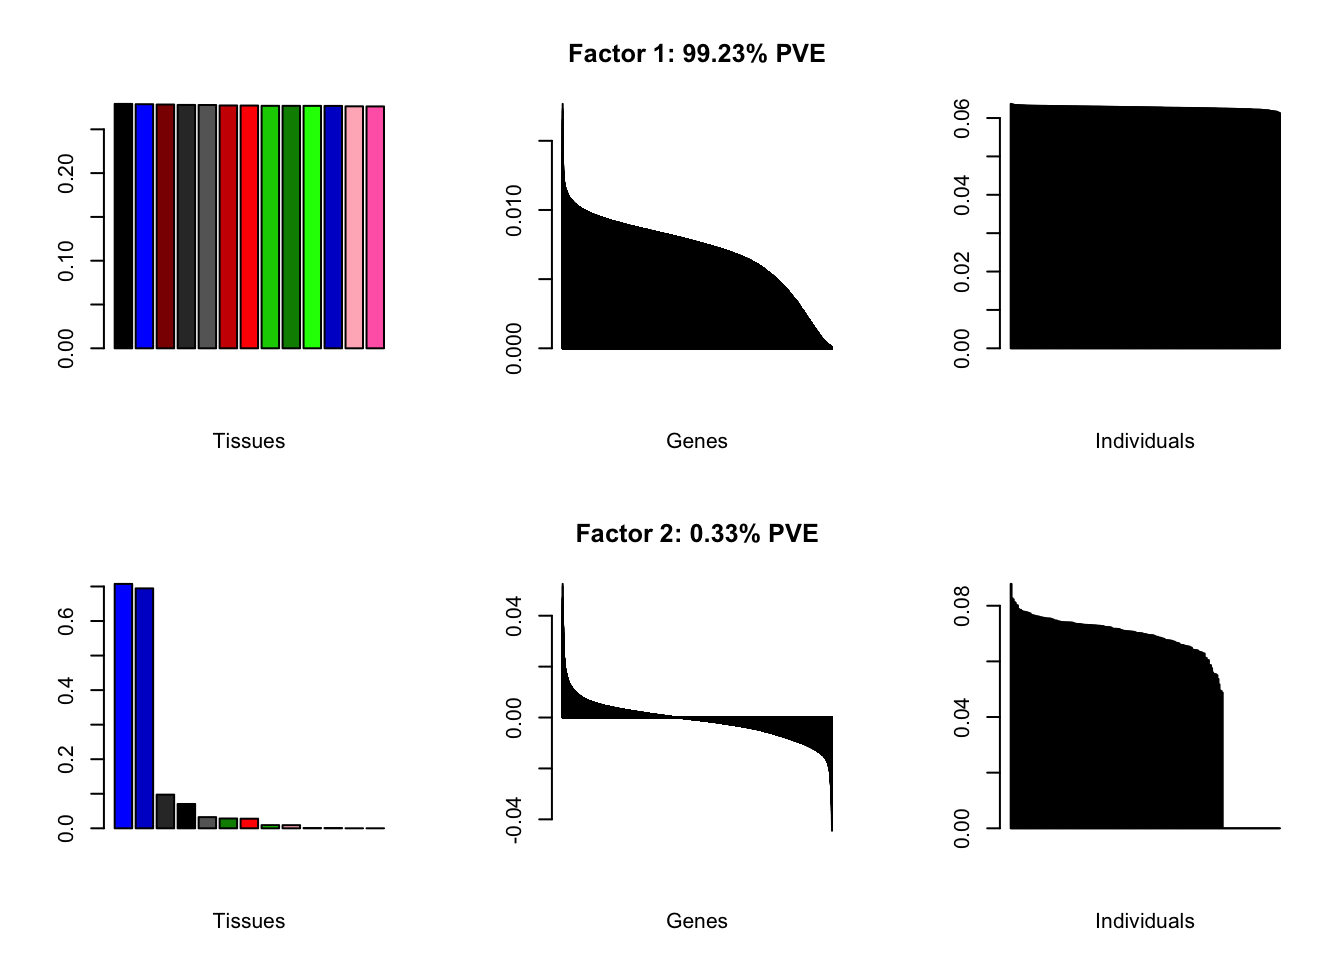 Factor 1: 99.23% PVE
0.00 0.10 0.20
Tissues
0.000 0.010
Genes
0.00 0.02 0.04 0.06
Individuals
Factor 2: 0.33% PVE
0.0 0.2 0.4 0.6
Tissues
-0.04 0.00 0.04
Genes
0.00 0.04 0.08
Individuals